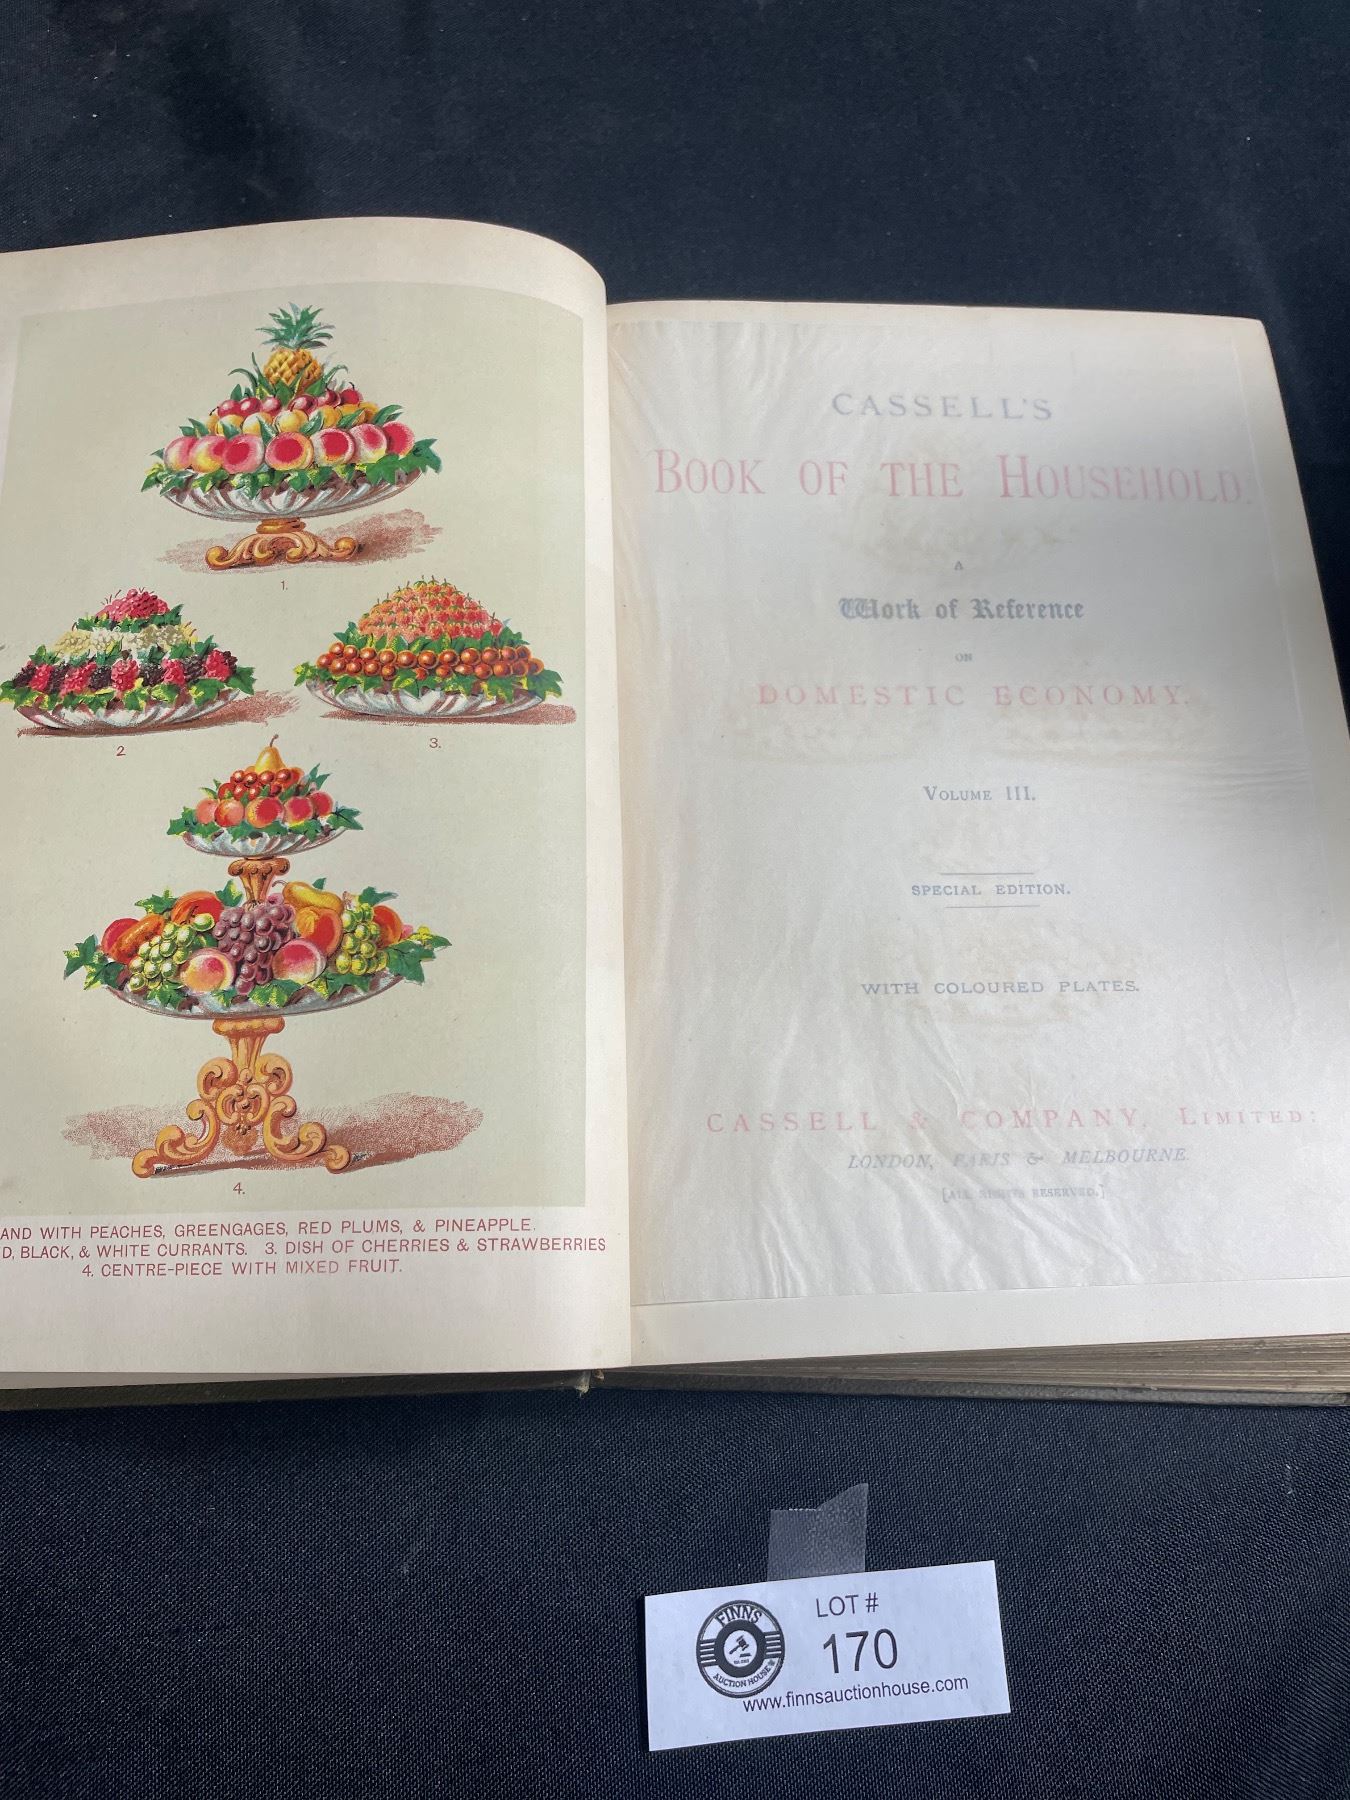 1.
2
3.
4.
AND WITH PEACHES, GREENGAGES, RED PLUMS, & PINEAPPLE.
D, BLACK, & WHITE CURRANTS. 3. DISH OF CHERRIES & STRAWBERRIES
4. CENTRE-PIECE WITH MIXED FRUIT.
CASSELL'S
BOOK OF THE HOUSEHOLD:
A
Work of Reference
ON
DOMESTIC ECONOMY.
VOLUME III.
SPECIAL EDITION.
WITH COLOURED PLATES.
CASSELL & COMPANY, LIMITED:
LONDON, PARIS & MELBOURNE.
[ALL RIGHTS RESERVED.]
FINNS
AUCTION HOUSE
LOT #
170
www.finnsauctionhouse.com